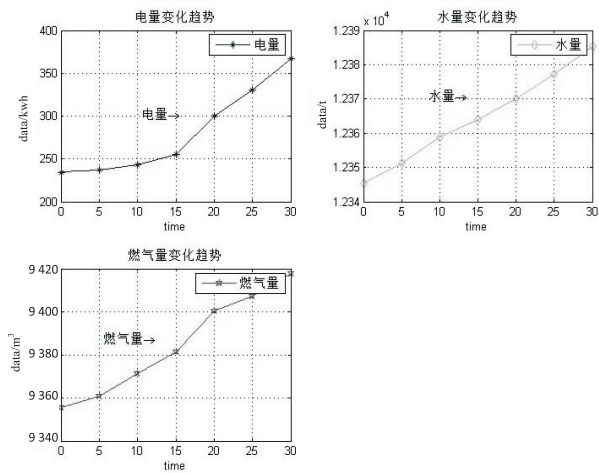 电量变化趋势
电量
电量→
data/kwh
400
350
300
250
200
0 5 10 15 20 25 30
time
水量变化趋势
× 10⁴
水量
水量→
data/t
1.239
1.238
1.237
1.236
1.235
1.234
0 5 10 15 20 25 30
time
燃气量变化趋势
燃气量
燃气量→
data/m³
9 420
9 400
9 380
9 360
9 340
0 5 10 15 20 25 30
time